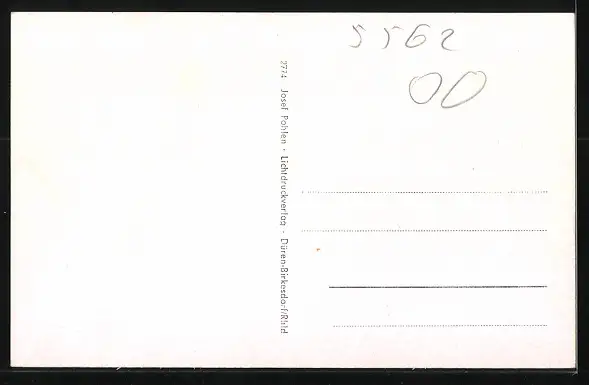 5562
00
2774 Josef Pohlen · Lichtdruckverlag - Düren-Birkesdorf/Rhld